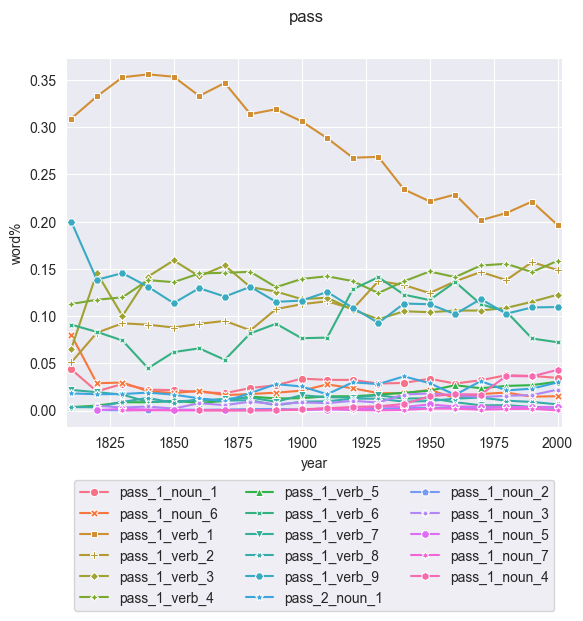 pass
0.35
0.30
0.25
0.20
0.15
0.10
0.05
0.00
word%
1825 1850 1875 1900 1925 1950 1975 2000
year
pass_1_noun_1 pass_1_verb_5 pass_1_noun_2
pass_1_noun_6 pass_1_verb_6 pass_1_noun_3
pass_1_verb_1 pass_1_verb_7 pass_1_noun_5
pass_1_verb_2 pass_1_verb_8 pass_1_noun_7
pass_1_verb_3 pass_1_verb_9 pass_1_noun_4
pass_1_verb_4 pass_2_noun_1